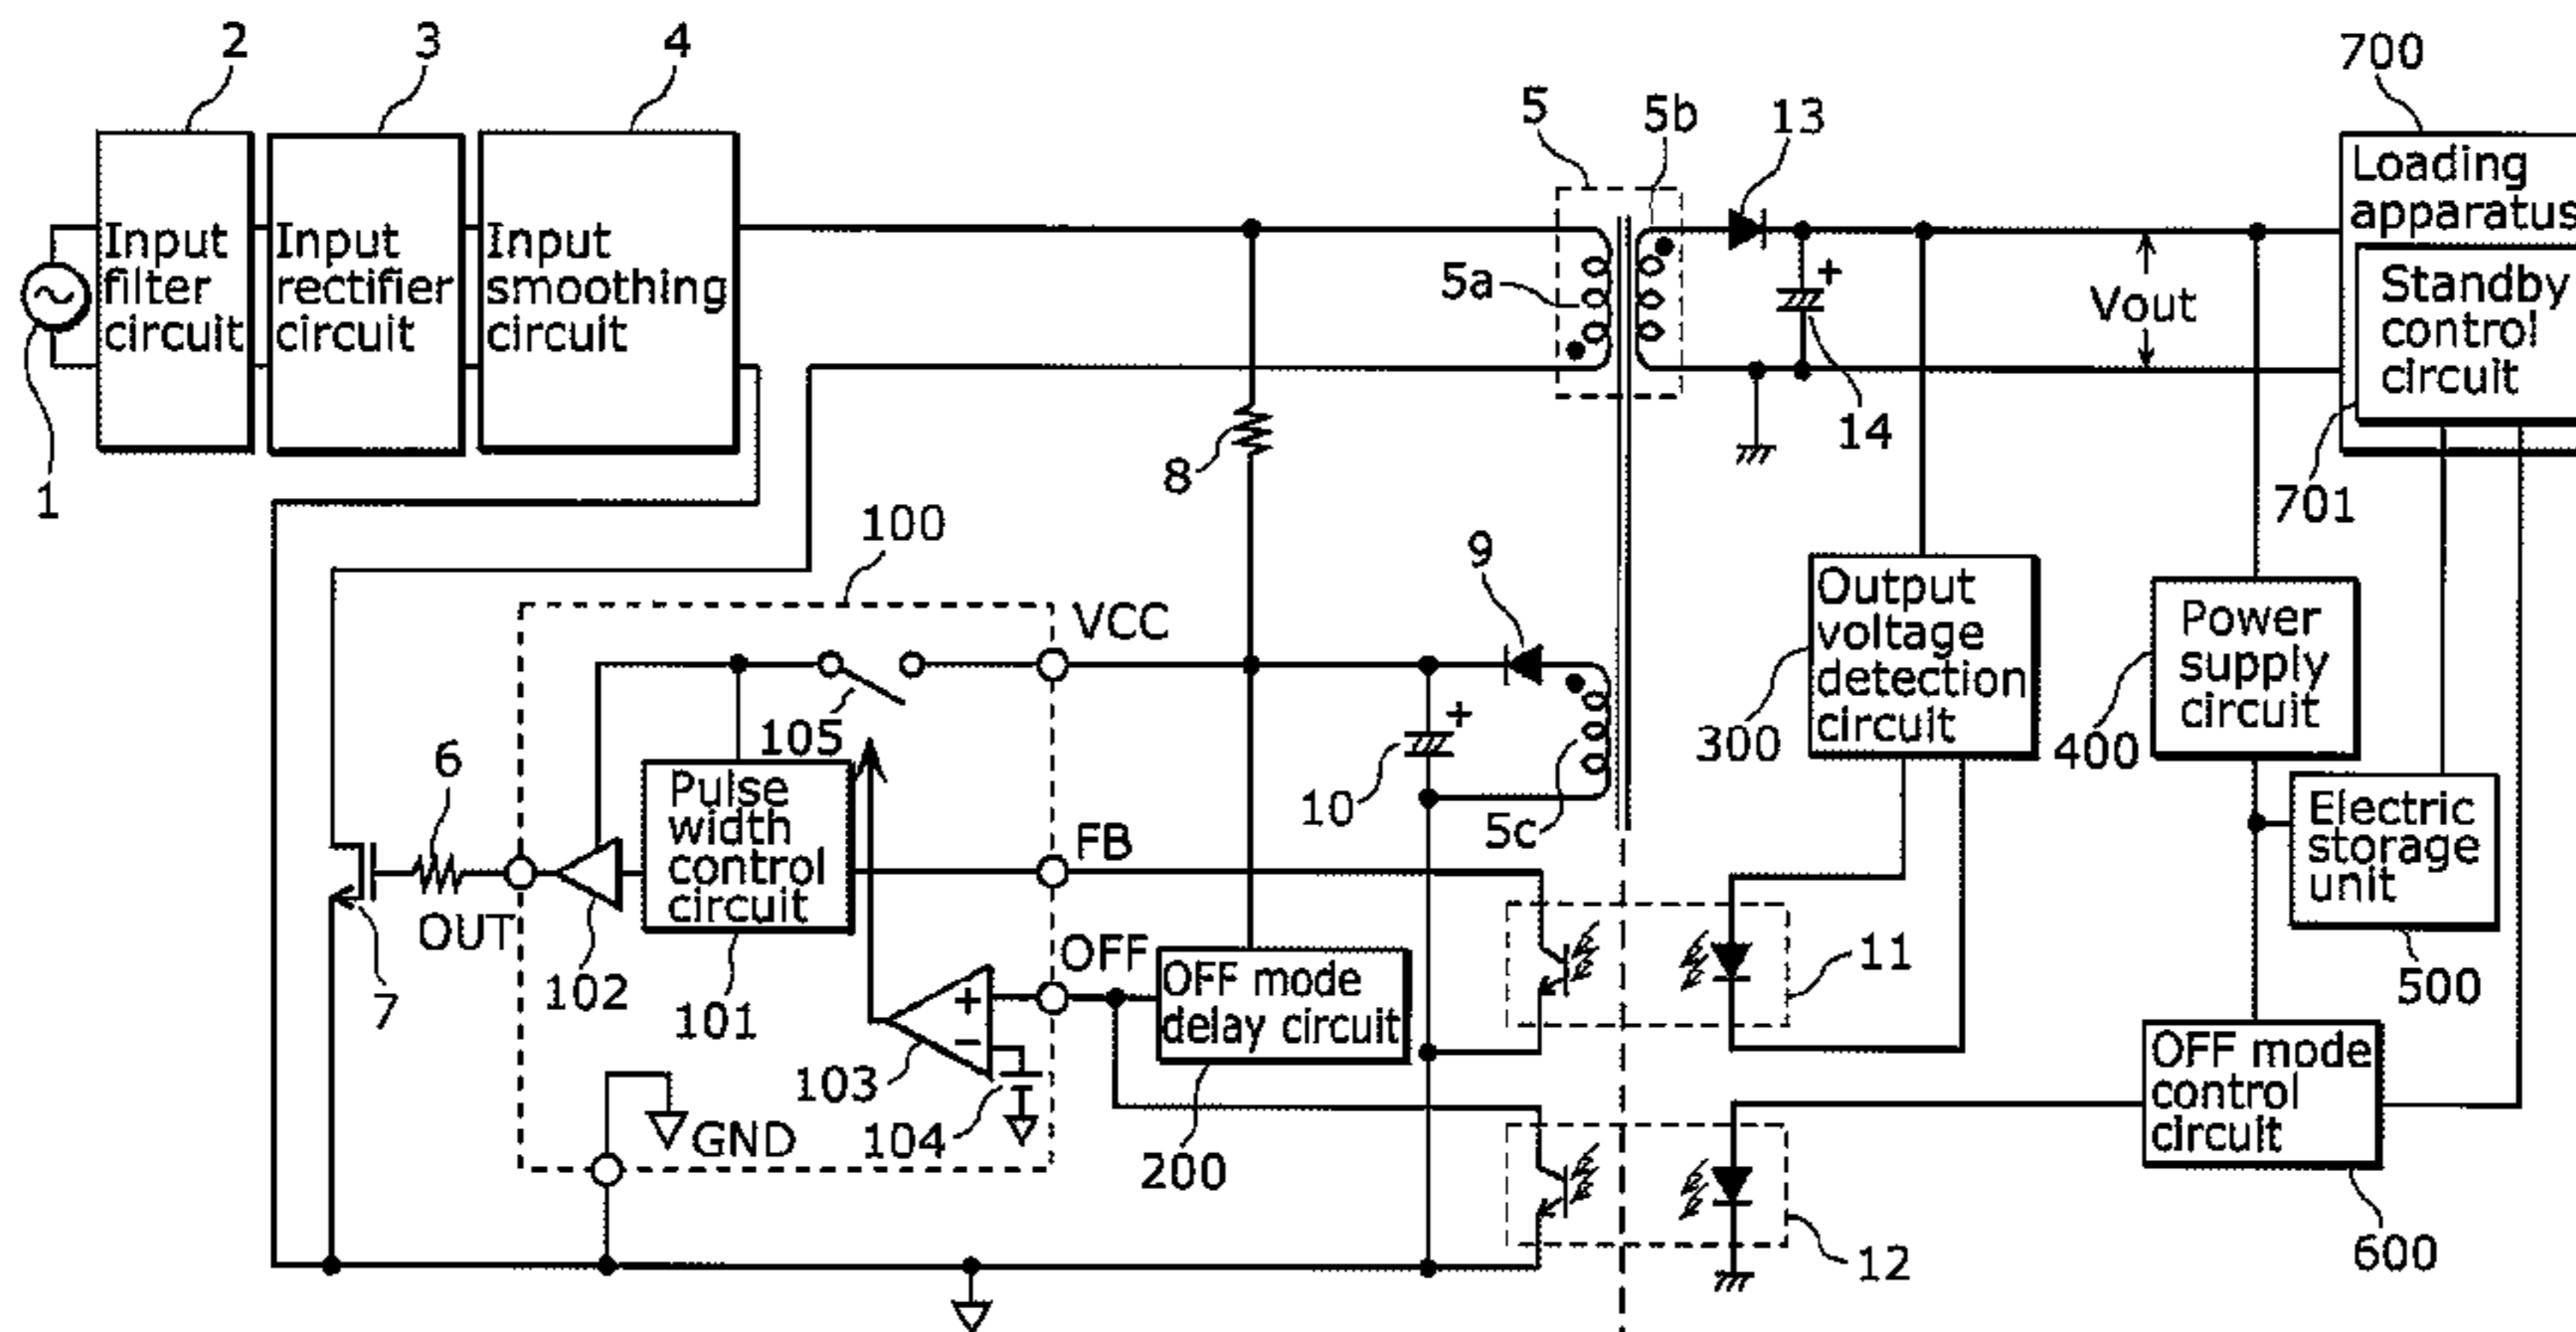 2
3
4
700
5
5b
13
Loading
apparatus
Input
filter
circuit
Input
rectifier
circuit
Input
smoothing
circuit
5a
Vout
Standby
control
circuit
14
1
8
701
100
9
VCC
Output
voltage
detection
circuit
Power
supply
circuit
105
300
400
6
Pulse
width
control
circuit
10
5c
FB
Electric
storage
unit
OUT
OFF
OFF mode
delay circuit
11
500
7
102
101
103
OFF mode
control
circuit
GND
104
200
12
600